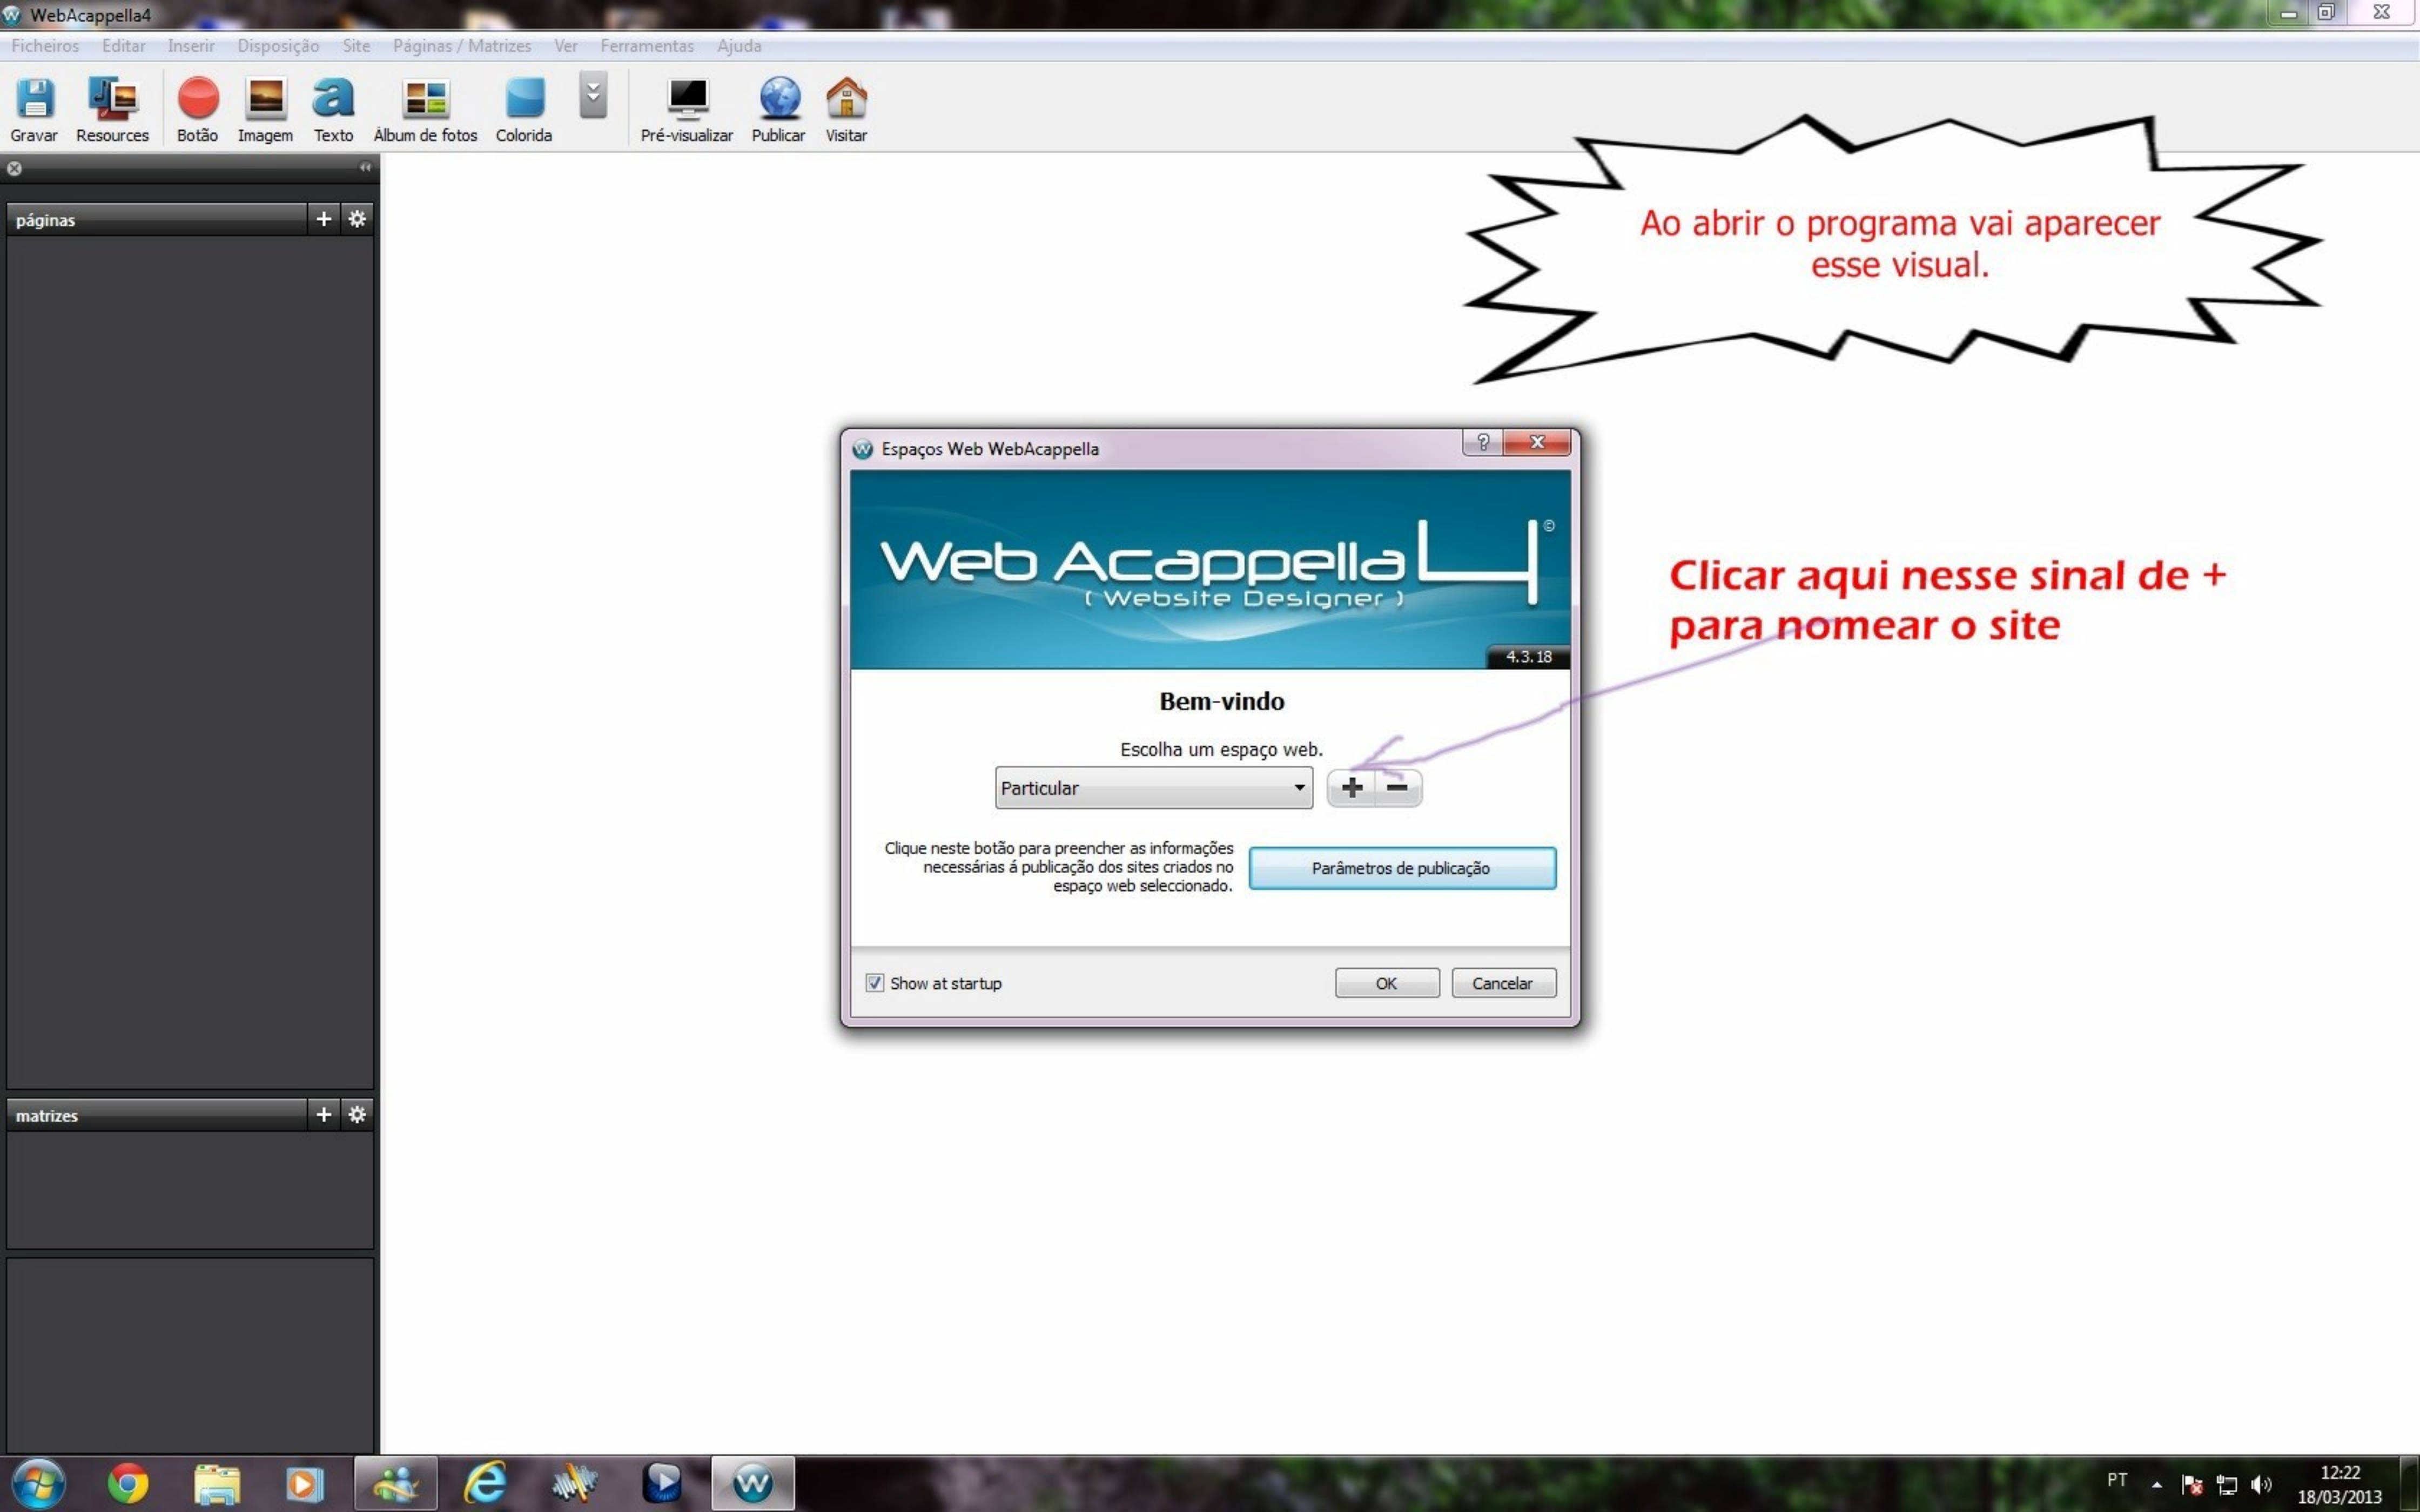 WebAcappella4
Ficheiros Editar Inserir Disposição Site Páginas / Matrizes Ver Ferramentas Ajuda
Gravar Resources Botão Imagem Texto Álbum de fotos Colorida Pré-visualizar Publicar Visitar
páginas
Ao abrir o programa vai aparecer
esse visual.
Espaços Web WebAcappella
Web Acappella 4 ©
( Website Designer )
4.3.18
Clicar aqui nesse sinal de +
para nomear o site
Bem-vindo
Escolha um espaço web.
Particular
Clique neste botão para preencher as informações
necessárias á publicação dos sites criados no
espaço web seleccionado.
Parâmetros de publicação
Show at startup
OK Cancelar
matrizes
PT
12:22
18/03/2013